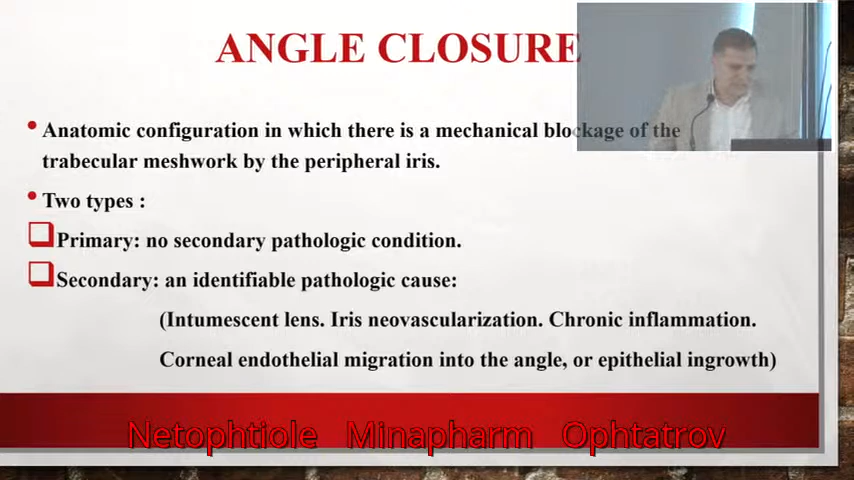 ANGLE CLOSURE
• Anatomic configuration in which there is a mechanical blockage of the
trabecular meshwork by the peripheral iris.
• Two types :
❑Primary: no secondary pathologic condition.
❑Secondary: an identifiable pathologic cause:
(Intumescent lens. Iris neovascularization. Chronic inflammation.
Corneal endothelial migration into the angle, or epithelial ingrowth)
Netophtiole Minapharm Ophtatrov